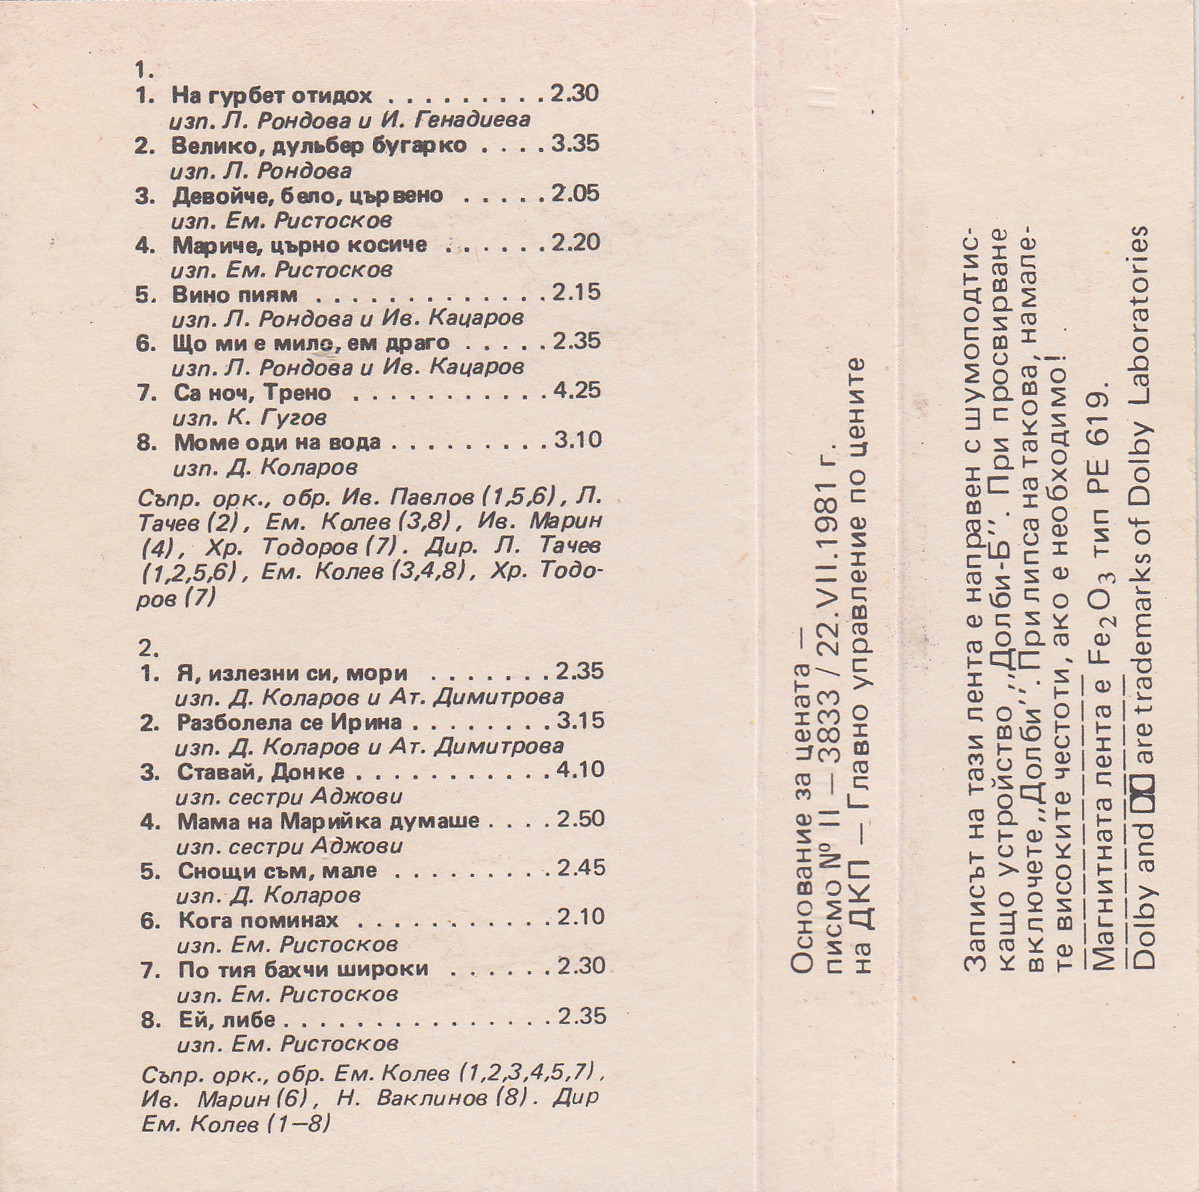 1.
1. На гурбет отидох . . . . . . . . . 2.30
изп. Л. Рондова и И. Генадиева
2. Велико, дульбер бугарко . . . . 3.35
изп. Л. Рондова
3. Девойче, бело, цървено . . . . . 2.05
изп. Ем. Ристосков
4. Мариче, църно косиче . . . . . . 2.20
изп. Ем. Ристосков
5. Вино пиям . . . . . . . . . . . . . 2.15
изп. Л. Рондова и Ив. Кацаров
6. Що ми е мило, ем драго . . . . . 2.35
изп. Л. Рондова и Ив. Кацаров
7. Са ноч, Трено . . . . . . . . . . . 4.25
изп. К. Гугов
8. Моме оди на вода . . . . . . . . . 3.10
изп. Д. Коларов
Съпр. орк., обр. Ив. Павлов (1,5,6), Л.
Тачев (2), Ем. Колев (3,8), Ив. Марин
(4), Хр. Тодоров (7). Дир. Л. Тачев
(1,2,5,6), Ем. Колев (3,4,8), Хр. Тодо-
ров (7)
2.
1. Я, излезни си, мори . . . . . . . 2.35
изп. Д. Коларов и Ат. Димитрова
2. Разболела се Ирина . . . . . . . . 3.15
изп. Д. Коларов и Ат. Димитрова
3. Ставай, Донке . . . . . . . . . . . 4.10
изп. сестри Аджови
4. Мама на Марийка думаше . . . . 2.50
изп. сестри Аджови
5. Снощи съм, мале . . . . . . . . . 2.45
изп. Д. Коларов
6. Кога поминах . . . . . . . . . . . 2.10
изп. Ем. Ристосков
7. По тия бахчи широки . . . . . . 2.30
изп. Ем. Ристосков
8. Ей, либе . . . . . . . . . . . . . . . 2.35
изп. Ем. Ристосков
Съпр. орк., обр. Ем. Колев (1,2,3,4,5,7),
Ив. Марин (6), Н. Ваклинов (8). Дир
Ем. Колев (1—8)
Основание за цената —
писмо № II — 3833 / 22.VII.1981 г.
на ДКП — Главно управление по цените
Записът на тази лента е направен с шумоподтис-
кащо устройство ,,Долби-Б''. При просвирване
включете ,,Долби''. При липса на такова, намале-
те високите честоти, ако е необходимо!
Магнитната лента е Fe2O3 тип PE 619.
Dolby and are trademarks of Dolby Laboratories